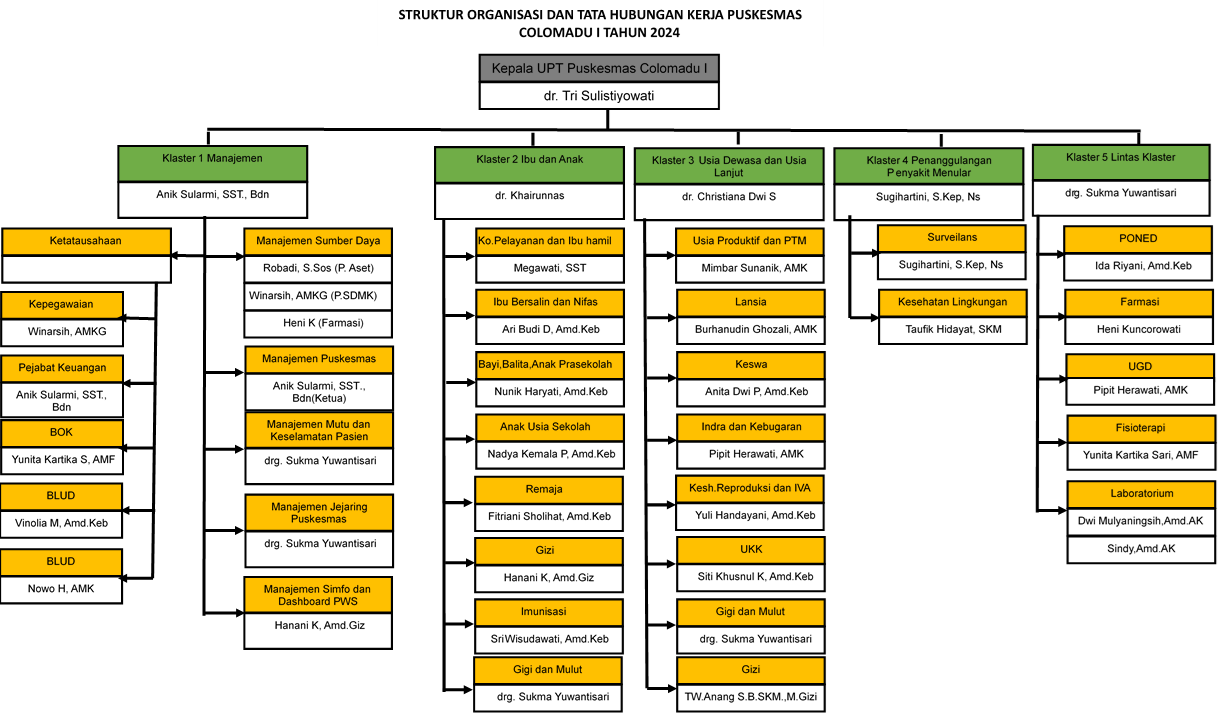 STRUKTUR ORGANISASI DAN TATA HUBUNGAN KERJA PUSKESMAS
COLOMADU I TAHUN 2024
Kepala UPT Puskesmas Colomadu I
dr. Tri Sulistiyowati
Klaster 1 Manajemen
Anik Sularmi, SST., Bdn
Ketatausahaan
Kepegawaian
Winarsih, AMKG
Pejabat Keuangan
Anik Sularmi, SST.,
Bdn
BOK
Yunita Kartika S, AMF
BLUD
Vinolia M, Amd.Keb
BLUD
Nowo H, AMK
Manajemen Sumber Daya
Robadi, S.Sos (P. Aset)
Winarsih, AMKG (P.SDMK)
Heni K (Farmasi)
Manajemen Puskesmas
Anik Sularmi, SST.,
Bdn(Ketua)
Manajemen Mutu dan
Keselamatan Pasien
drg. Sukma Yuwantisari
Manajemen Jejaring
Puskesmas
drg. Sukma Yuwantisari
Manajemen Simfo dan
Dashboard PWS
Hanani K, Amd.Giz
Klaster 2 Ibu dan Anak
dr. Khairunnas
Ko.Pelayanan dan Ibu hamil
Megawati, SST
Ibu Bersalin dan Nifas
Ari Budi D, Amd.Keb
Bayi,Balita,Anak Prasekolah
Nunik Haryati, Amd.Keb
Anak Usia Sekolah
Nadya Kemala P, Amd.Keb
Remaja
Fitriani Sholihat, Amd.Keb
Gizi
Hanani K, Amd.Giz
Imunisasi
Sri Wisudawati, Amd.Keb
Gigi dan Mulut
drg. Sukma Yuwantisari
Klaster 3 Usia Dewasa dan Usia
Lanjut
dr. Christiana Dwi S
Usia Produktif dan PTM
Mimbar Sunanik, AMK
Lansia
Burhanudin Ghozali, AMK
Keswa
Anita Dwi P, Amd.Keb
Indra dan Kebugaran
Pipit Herawati, AMK
Kesh.Reproduksi dan IVA
Yuli Handayani, Amd.Keb
UKK
Siti Khusnul K, Amd.Keb
Gigi dan Mulut
drg. Sukma Yuwantisari
Gizi
TW.Anang S.B.SKM.,M.Gizi
Klaster 4 Penanggulangan
Penyakit Menular
Sugihartini, S.Kep, Ns
Surveilans
Sugihartini, S.Kep, Ns
Kesehatan Lingkungan
Taufik Hidayat, SKM
Klaster 5 Lintas Klaster
drg. Sukma Yuwantisari
PONED
Ida Riyani, Amd.Keb
Farmasi
Heni Kuncorowati
UGD
Pipit Herawati, AMK
Fisioterapi
Yunita Kartika Sari, AMF
Laboratorium
Dwi Mulyaningsih,Amd.AK
Sindy,Amd.AK